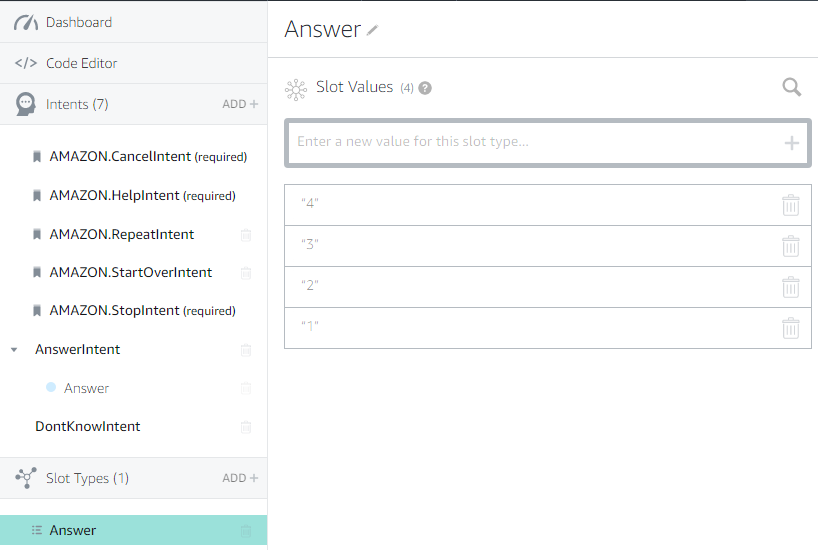 Dashboard
</> Code Editor
Intents (7) ADD +
AMAZON.CancelIntent (required)
AMAZON.HelpIntent (required)
AMAZON.RepeatIntent
AMAZON.StartOverIntent
AMAZON.StopIntent (required)
AnswerIntent
Answer
DontKnowIntent
Slot Types (1) ADD +
Answer
Answer
Slot Values (4) ?
Enter a new value for this slot type... +
“4”
“3”
“2”
“1”